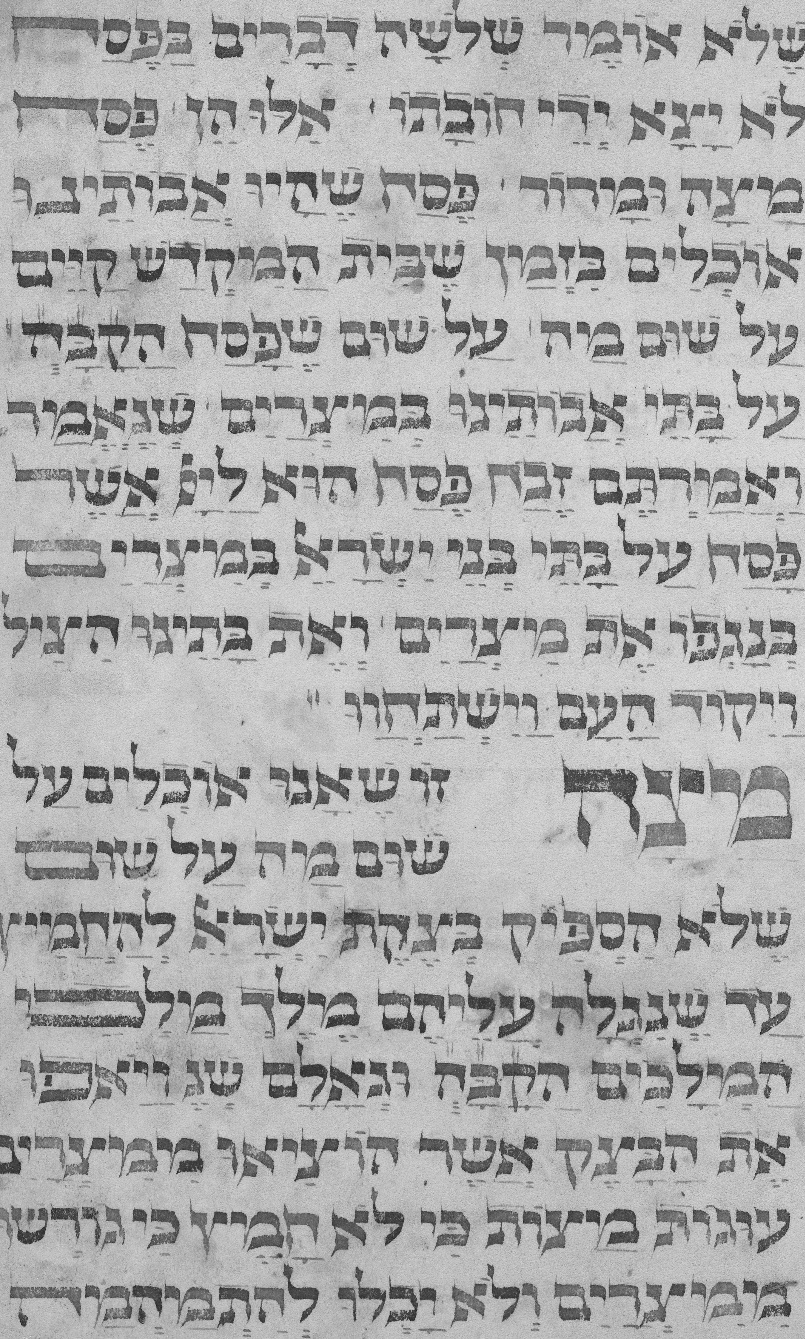 שלא אומר שלשה דברים בפסח
לא יצא ידי חובתו · אלו הן פסח
מצה ומרור · פסח שהיו אבותינו
אוכלים בזמן שבית המקדש קיים
על שום מה · על שום שפסח הקבה
על בתי אבותינו במצרים · שנאמר
ואמרתם זבח פסח הוא ליי אשר
פסח על בתי בני ישרא במצרים
בנגפו את מצרים · ואת בתינו הציל
ויקוד העם וישתחוו
מצה זו שאנו אוכלים על
שום מה על שום
שלא הספיק בצקת ישרא להחמיץ
עד שנגלה עליהם מלך מלכי
המלכים הקבה וגאלם שנ ויאפו
את הבצק אשר הוציאו ממצרים
עוגות מצות כי לא חמץ כי גורשו
ממצרים ולא יכלו להתמהמה